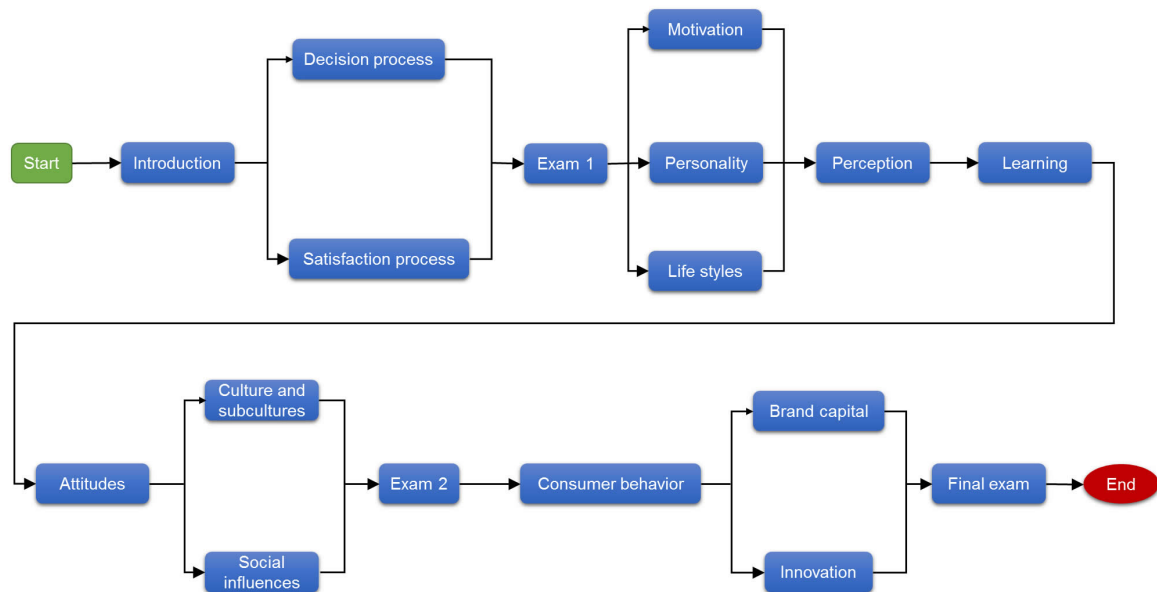 Start
Introduction
Decision process
Satisfaction process
Exam 1
Motivation
Personality
Life styles
Perception
Learning
Attitudes
Culture and
subcultures
Social
influences
Exam 2
Consumer behavior
Brand capital
Innovation
Final exam
End